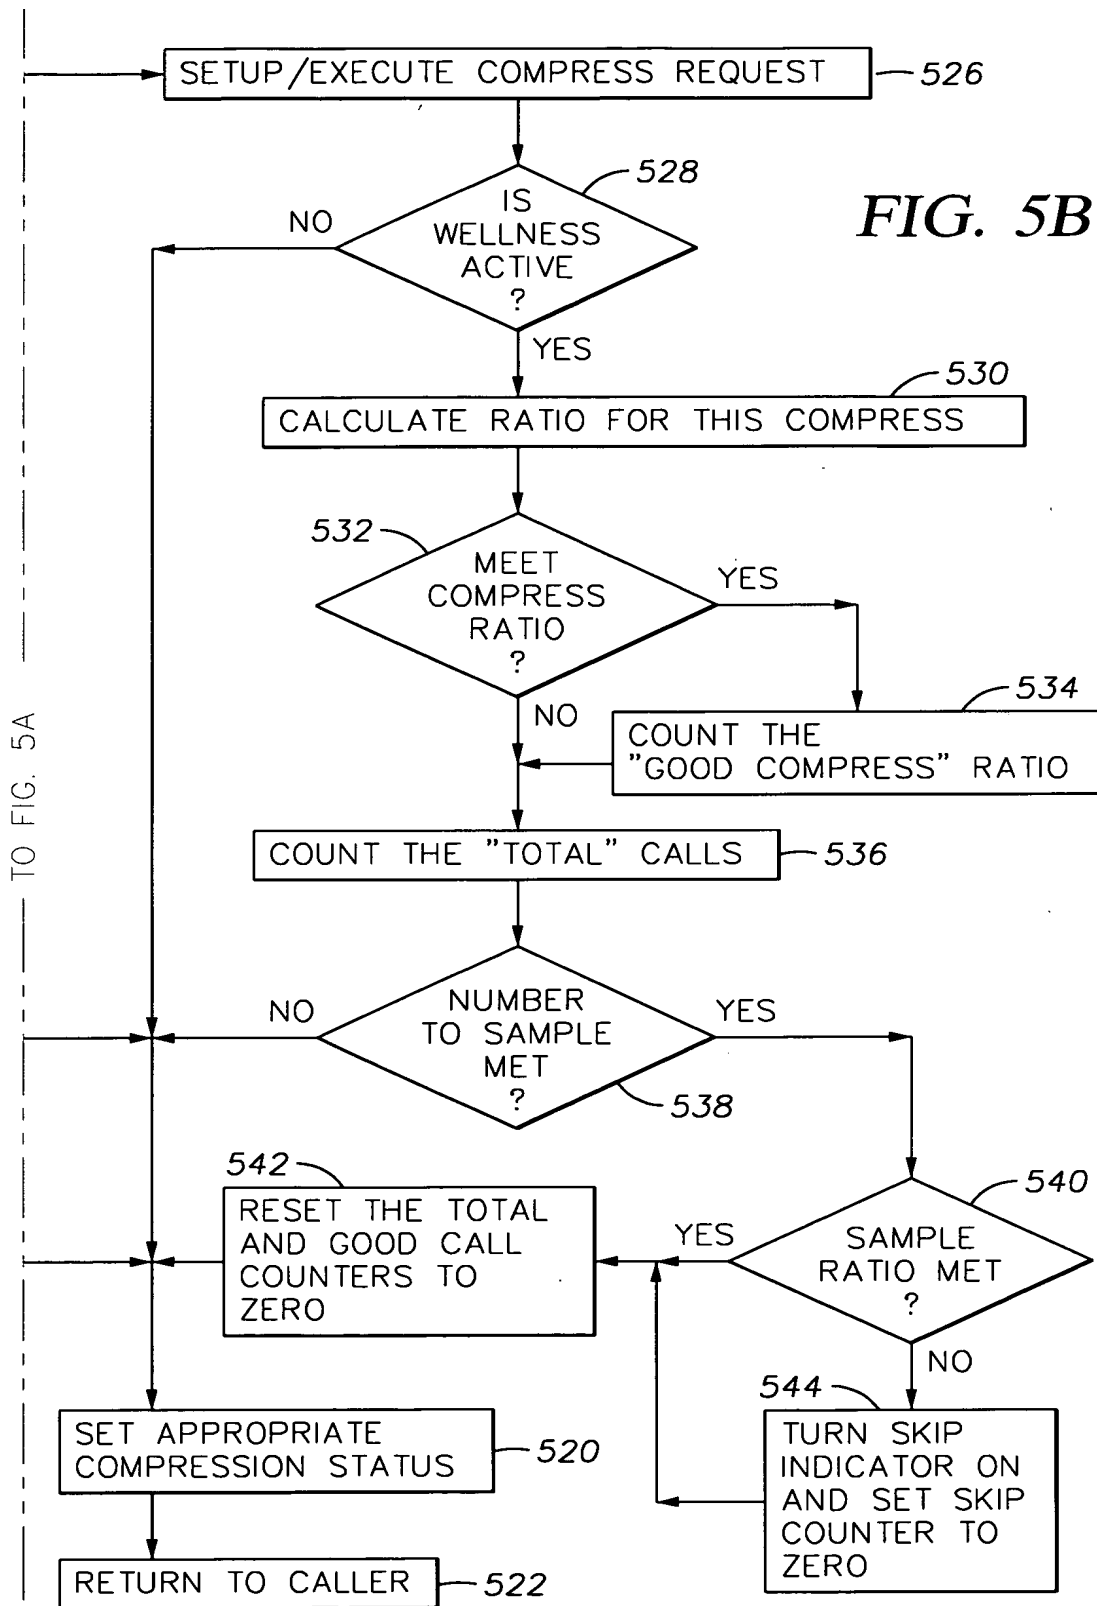 SETUP/EXECUTE COMPRESS REQUEST
526
528
FIG. 5B
IS
WELLNESS
ACTIVE
?
NO
YES
530
CALCULATE RATIO FOR THIS COMPRESS
532
MEET
COMPRESS
RATIO
?
YES
NO
534
COUNT THE
"GOOD COMPRESS" RATIO
TO FIG. 5A
COUNT THE "TOTAL" CALLS
536
NUMBER
TO SAMPLE
MET
?
NO
YES
538
542
RESET THE TOTAL
AND GOOD CALL
COUNTERS TO
ZERO
540
YES
SAMPLE
RATIO MET
?
NO
544
TURN SKIP
INDICATOR ON
AND SET SKIP
COUNTER TO
ZERO
SET APPROPRIATE
COMPRESSION STATUS
520
RETURN TO CALLER
522